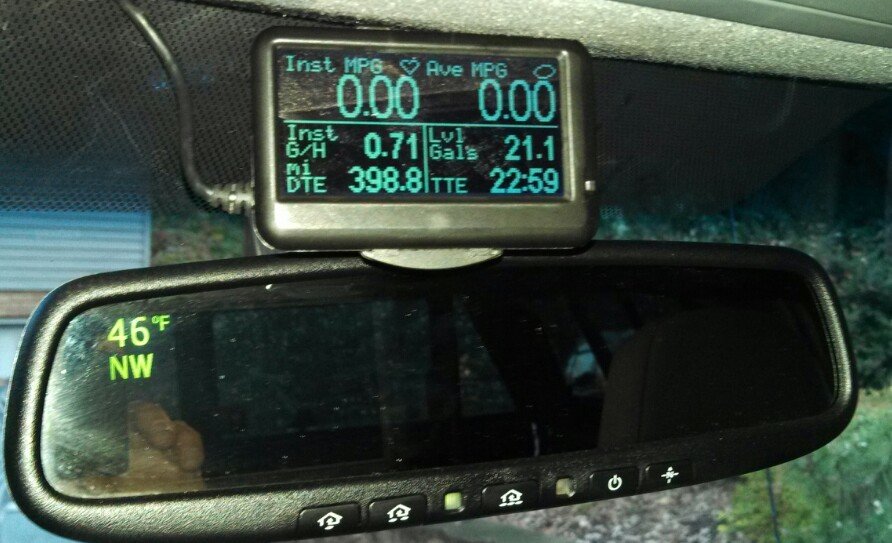 Inst MPG Ave MPG
0.00 0.00
Inst G/H 0.71 Lvl Gals 21.1
mi DTE 398.8 TTE 22:59
46°F
NW